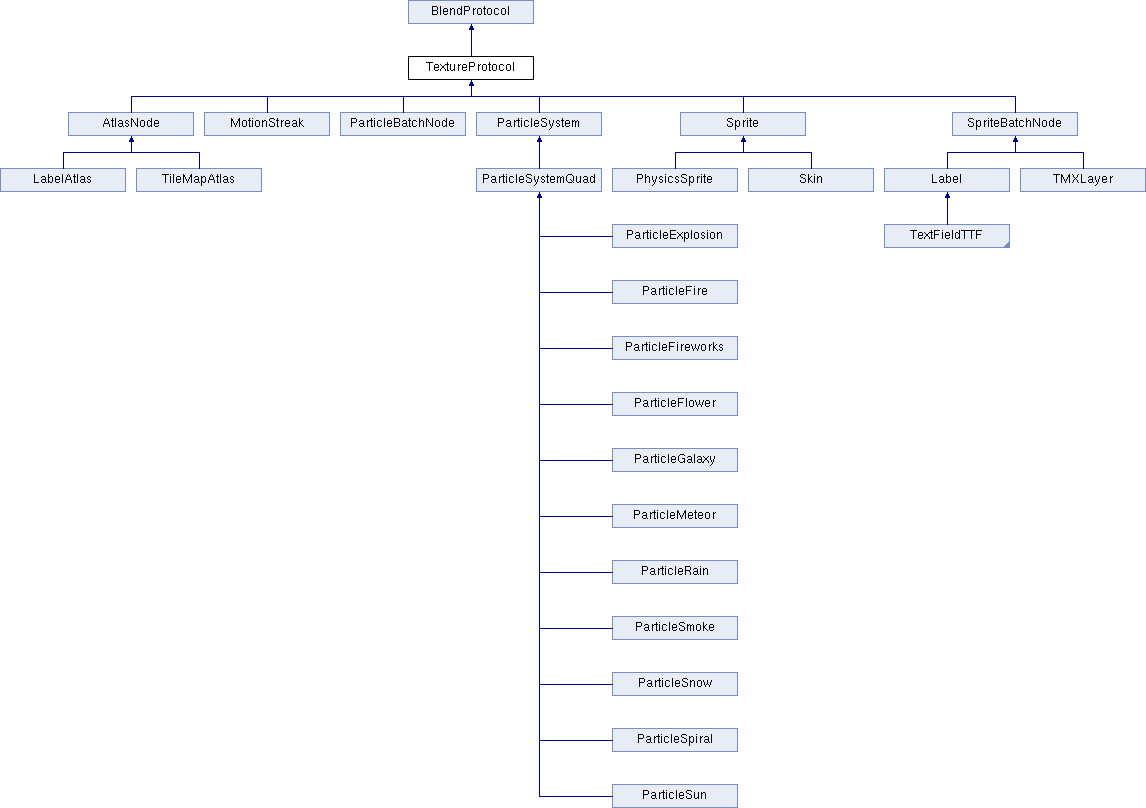 BlendProtocol
TextureProtocol
AtlasNode MotionStreak ParticleBatchNode ParticleSystem Sprite SpriteBatchNode
LabelAtlas TileMapAtlas ParticleSystemQuad PhysicsSprite Skin Label TMXLayer
ParticleExplosion TextFieldTTF
ParticleFire
ParticleFireworks
ParticleFlower
ParticleGalaxy
ParticleMeteor
ParticleRain
ParticleSmoke
ParticleSnow
ParticleSpiral
ParticleSun